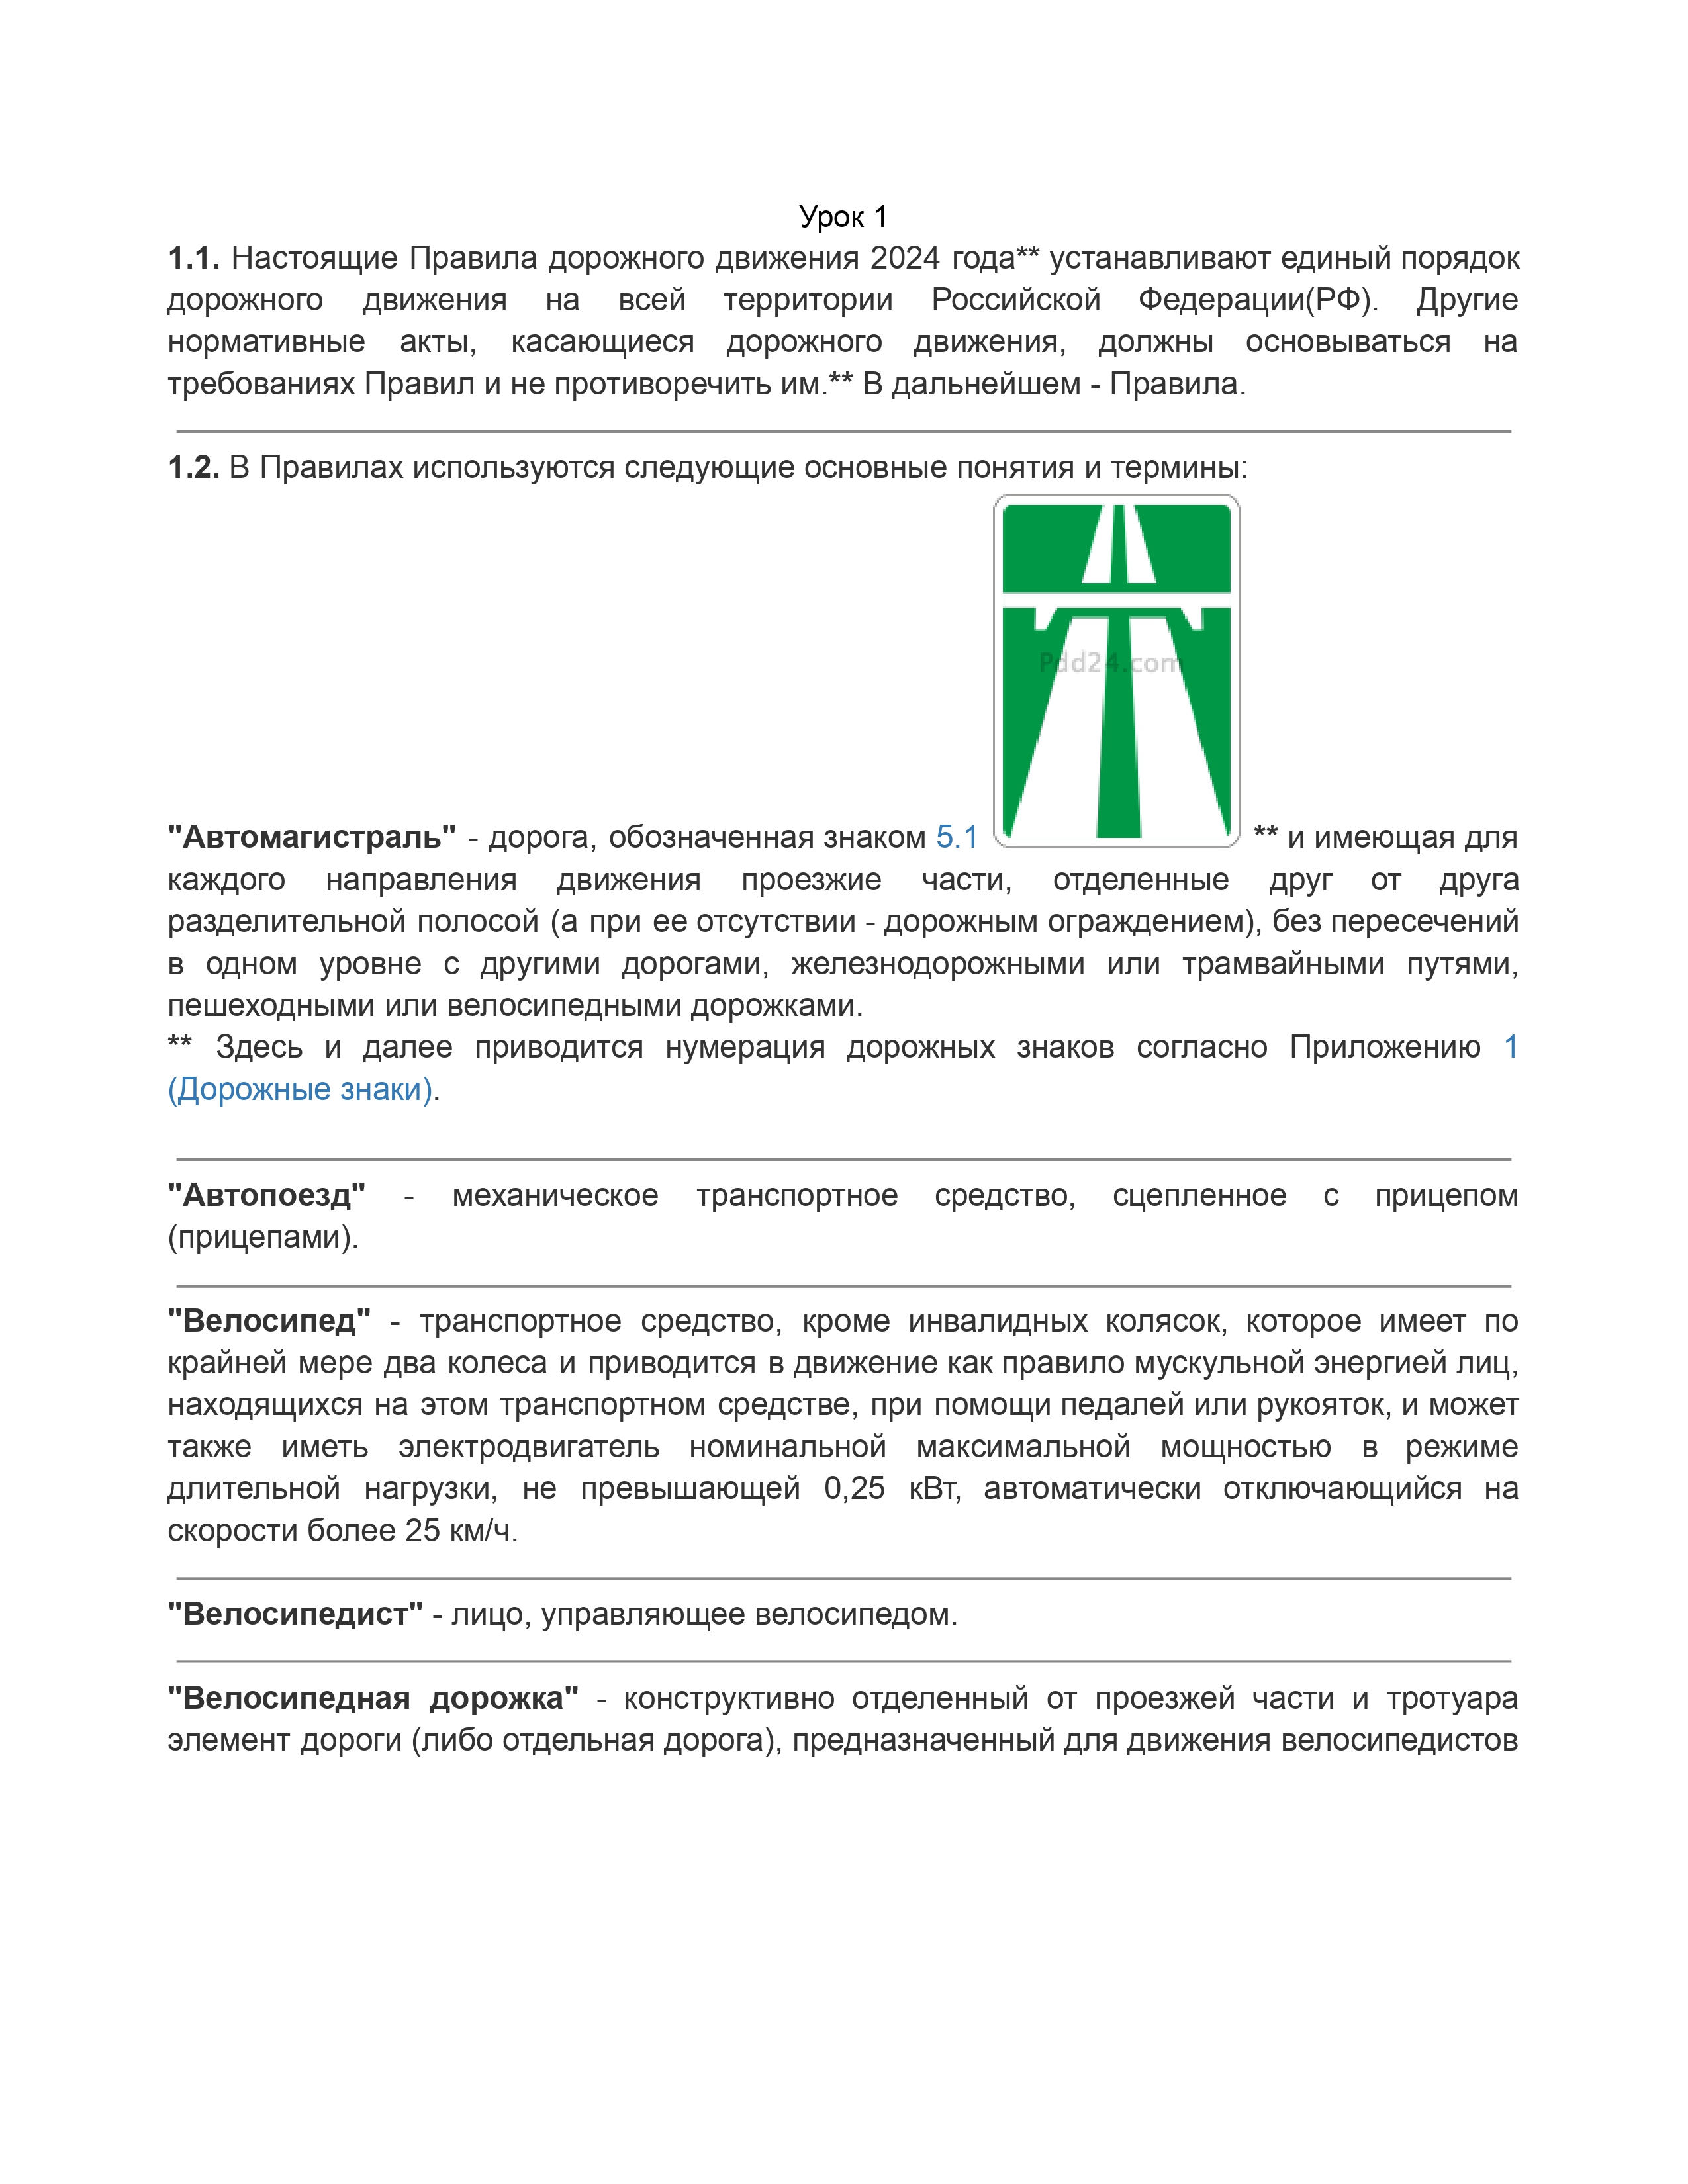 Урок 1
1.1. Настоящие Правила дорожного движения 2024 года** устанавливают единый порядок
дорожного движения на всей территории Российской Федерации(РФ). Другие
нормативные акты, касающиеся дорожного движения, должны основываться на
требованиях Правил и не противоречить им.** В дальнейшем - Правила.
1.2. В Правилах используются следующие основные понятия и термины:
Pdd24.com
"Автомагистраль" - дорога, обозначенная знаком 5.1 ** и имеющая для
каждого направления движения проезжие части, отделенные друг от друга
разделительной полосой (а при ее отсутствии - дорожным ограждением), без пересечений
в одном уровне с другими дорогами, железнодорожными или трамвайными путями,
пешеходными или велосипедными дорожками.
** Здесь и далее приводится нумерация дорожных знаков согласно Приложению 1
(Дорожные знаки).
"Автопоезд" - механическое транспортное средство, сцепленное с прицепом
(прицепами).
"Велосипед" - транспортное средство, кроме инвалидных колясок, которое имеет по
крайней мере два колеса и приводится в движение как правило мускульной энергией лиц,
находящихся на этом транспортном средстве, при помощи педалей или рукояток, и может
также иметь электродвигатель номинальной максимальной мощностью в режиме
длительной нагрузки, не превышающей 0,25 кВт, автоматически отключающийся на
скорости более 25 км/ч.
"Велосипедист" - лицо, управляющее велосипедом.
"Велосипедная дорожка" - конструктивно отделенный от проезжей части и тротуара
элемент дороги (либо отдельная дорога), предназначенный для движения велосипедистов